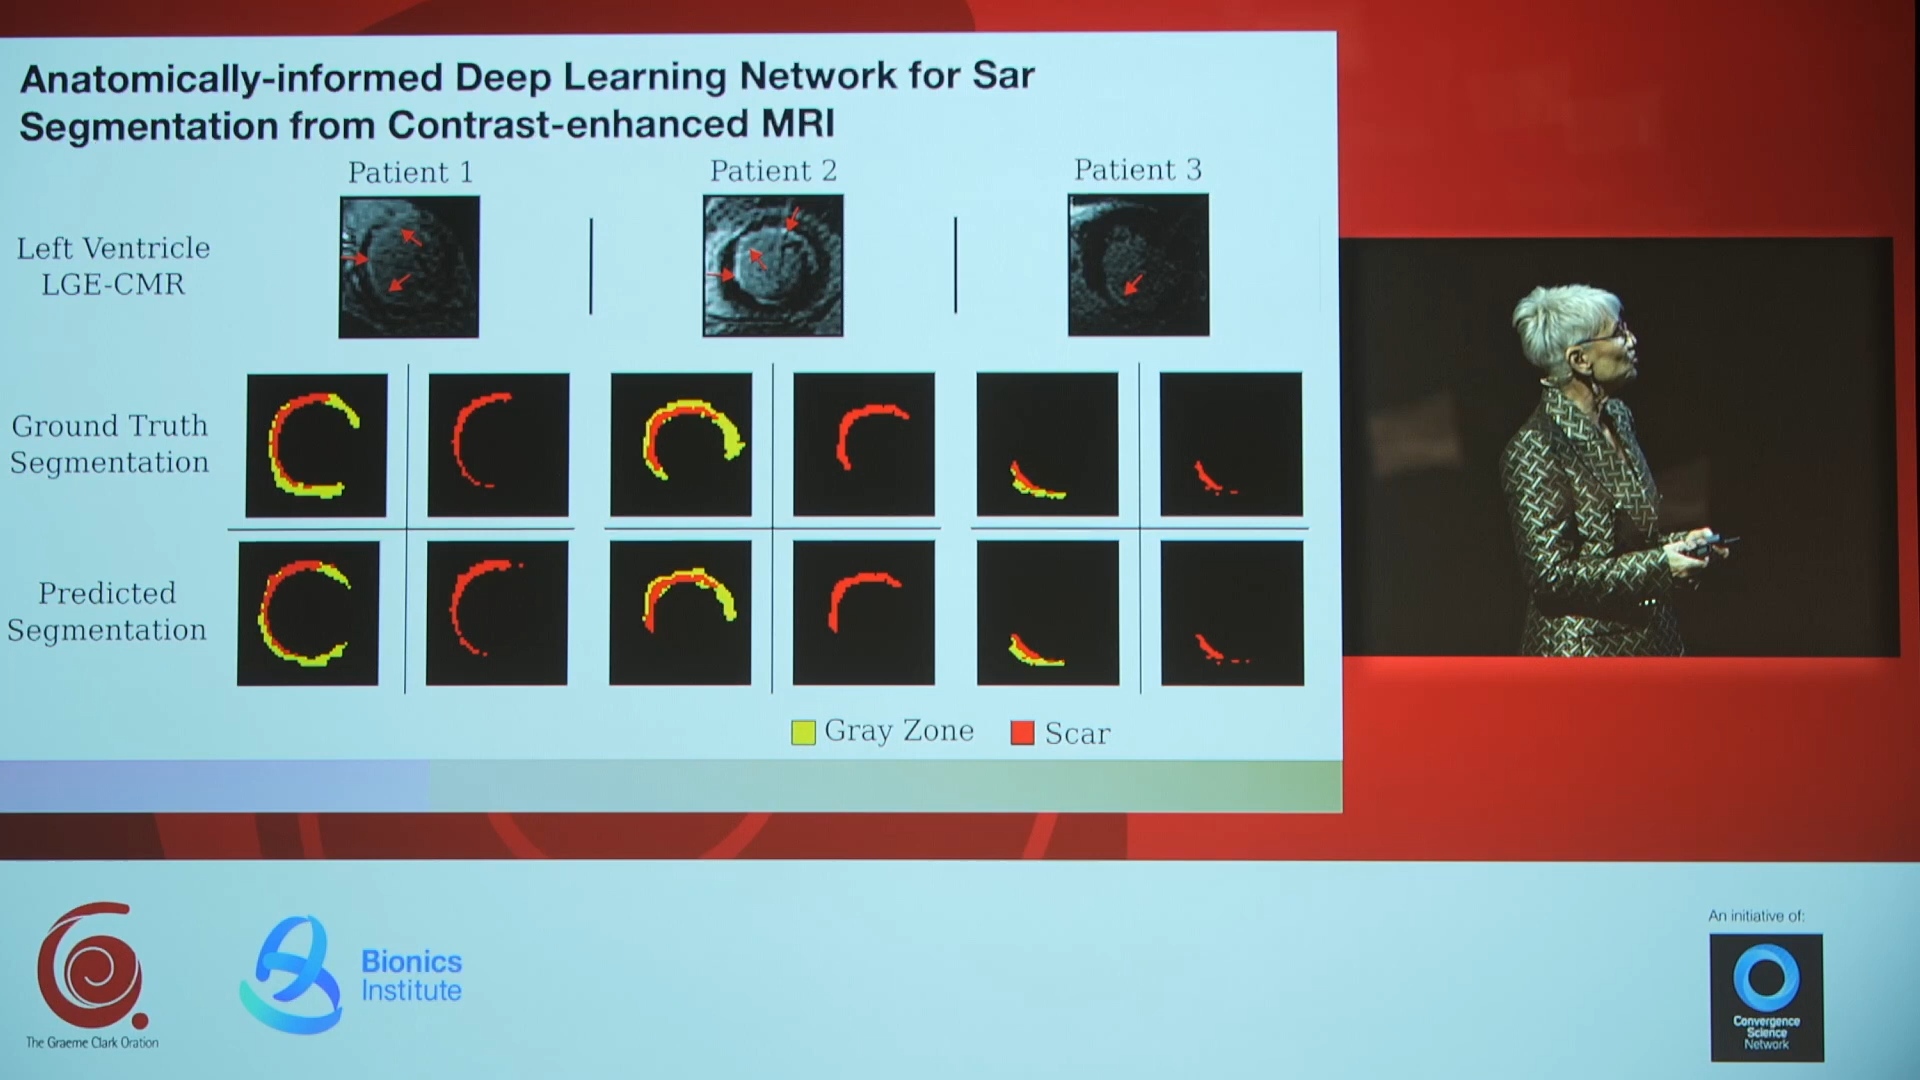 Anatomically-informed Deep Learning Network for Sar
Segmentation from Contrast-enhanced MRI
Patient 1
Patient 2
Patient 3
Left Ventricle
LGE-CMR
Ground Truth
Segmentation
Predicted
Segmentation
Gray Zone
Scar
The Graeme Clark Oration
Bionics
Institute
An initiative of:
Convergence
Science
Network